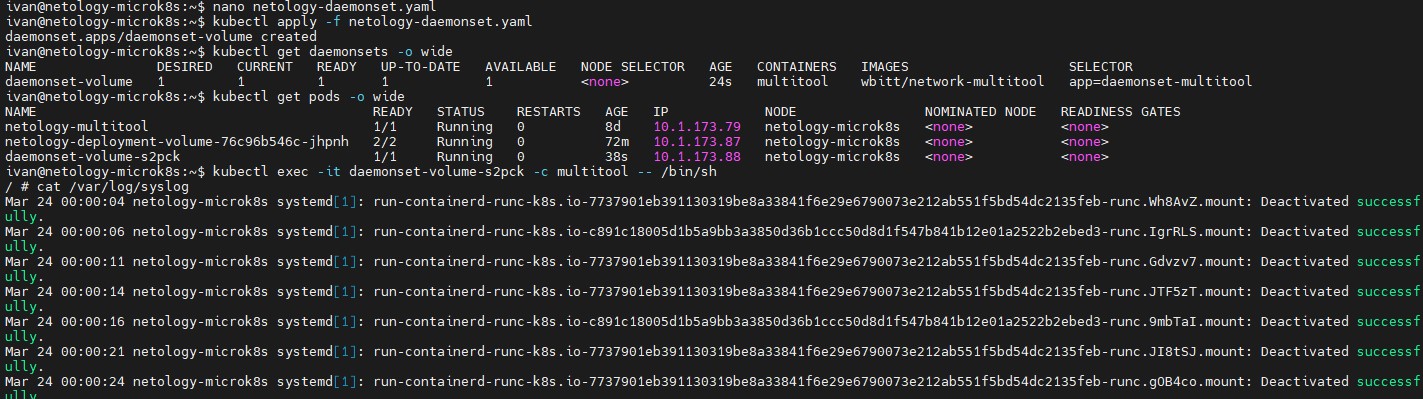 ivan@netology-microk8s:~$ nano netology-daemonset.yaml
ivan@netology-microk8s:~$ kubectl apply -f netology-daemonset.yaml
daemonset.apps/daemonset-volume created
ivan@netology-microk8s:~$ kubectl get daemonsets -o wide
NAME DESIRED CURRENT READY UP-TO-DATE AVAILABLE NODE SELECTOR AGE CONTAINERS IMAGES SELECTOR
daemonset-volume 1 1 1 1 1 <none> 24s multitool wbitt/network-multitool app=daemonset-multitool
ivan@netology-microk8s:~$ kubectl get pods -o wide
NAME READY STATUS RESTARTS AGE IP NODE NOMINATED NODE READINESS GATES
netology-multitool 1/1 Running 0 8d 10.1.173.79 netology-microk8s <none> <none>
netology-deployment-volume-76c96b546c-jhpnh 2/2 Running 0 72m 10.1.173.87 netology-microk8s <none> <none>
daemonset-volume-s2pck 1/1 Running 0 38s 10.1.173.88 netology-microk8s <none> <none>
ivan@netology-microk8s:~$ kubectl exec -it daemonset-volume-s2pck -c multitool -- /bin/sh
/ # cat /var/log/syslog
Mar 24 00:00:04 netology-microk8s systemd[1]: run-containerd-runc-k8s.io-7737901eb391130319be8a33841f6e29e6790073e212ab551f5bd54dc2135feb-runc.Wh8AvZ.mount: Deactivated successf
ully.
Mar 24 00:00:06 netology-microk8s systemd[1]: run-containerd-runc-k8s.io-c891c18005d1b5a9bb3a3850d36b1ccc50d8d1f547b841b12e01a2522b2ebed3-runc.IgrRLS.mount: Deactivated successf
ully.
Mar 24 00:00:11 netology-microk8s systemd[1]: run-containerd-runc-k8s.io-7737901eb391130319be8a33841f6e29e6790073e212ab551f5bd54dc2135feb-runc.Gdvzv7.mount: Deactivated successf
ully.
Mar 24 00:00:14 netology-microk8s systemd[1]: run-containerd-runc-k8s.io-7737901eb391130319be8a33841f6e29e6790073e212ab551f5bd54dc2135feb-runc.JTF5zT.mount: Deactivated successf
ully.
Mar 24 00:00:16 netology-microk8s systemd[1]: run-containerd-runc-k8s.io-c891c18005d1b5a9bb3a3850d36b1ccc50d8d1f547b841b12e01a2522b2ebed3-runc.9mbTaI.mount: Deactivated successf
ully.
Mar 24 00:00:21 netology-microk8s systemd[1]: run-containerd-runc-k8s.io-7737901eb391130319be8a33841f6e29e6790073e212ab551f5bd54dc2135feb-runc.JI8tSJ.mount: Deactivated successf
ully.
Mar 24 00:00:24 netology-microk8s systemd[1]: run-containerd-runc-k8s.io-7737901eb391130319be8a33841f6e29e6790073e212ab551f5bd54dc2135feb-runc.gOB4co.mount: Deactivated successf
ully.